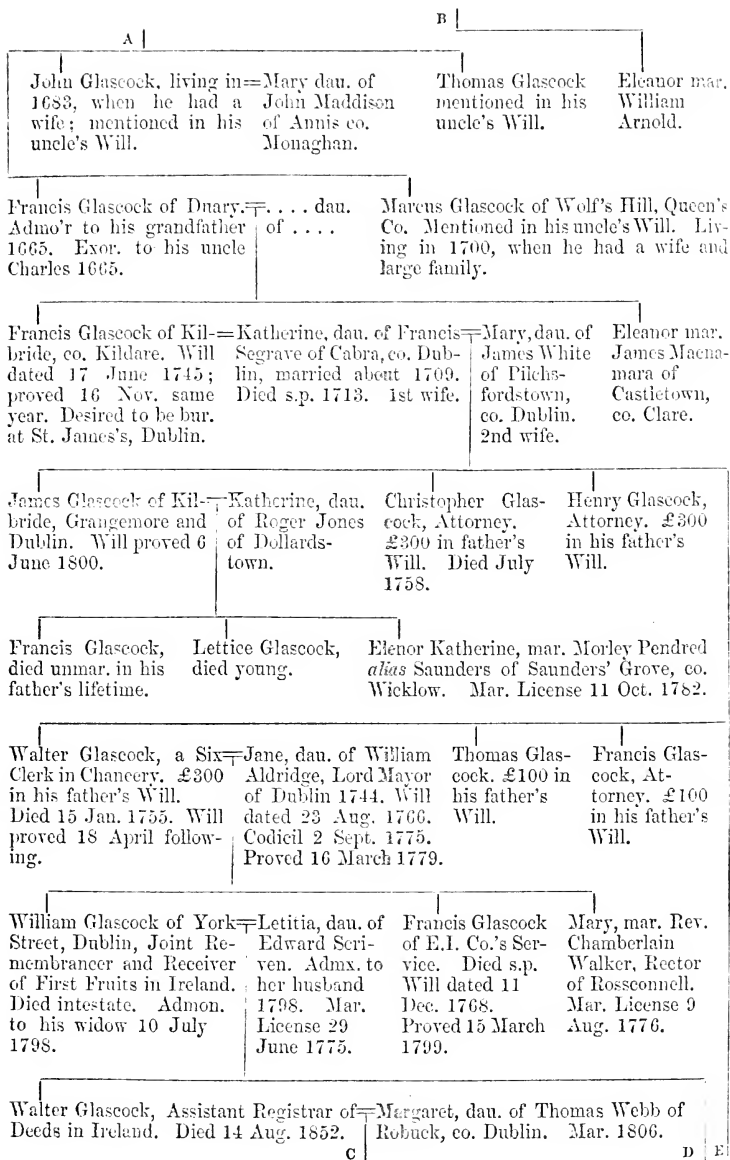 B
A
John Glascock, living in=Mary dau. of
1683, when he had a
wife; mentioned in his
uncle's Will.
John Maddison
of Annis co.
Monaghan.
Thomas Glascock
mentioned in his
uncle's Will.
Eleanor mar.
William
Arnold.
Francis Glascock of Dnary.=. . . . dau.
Admo'r to his grandfather
1665. Exor. to his uncle
Charles 1665.
of . . . .
Marcus Glascock of Wolf's Hill, Queen's
Co. Mentioned in his uncle's Will. Liv-
ing in 1700, when he had a wife and
large family.
Francis Glascock of Kil-=Katherine, dau. of Francis=Mary, dau. of
bride, co. Kildare. Will
dated 17 June 1745;
proved 16 Nov. same
year. Desired to be bur.
at St. James's, Dublin.
Segrave of Cabra, co. Dub-
lin, married about 1709.
Died s.p. 1713. 1st wife.
James White
of Pilchs-
fordstown,
co. Dublin.
2nd wife.
Eleanor mar.
James Macna-
mara of
Castletown,
co. Clare.
James Glascock of Kil-=Katherine, dau.
bride, Grangemore and
Dublin. Will proved 6
June 1800.
of Roger Jones
of Dollards-
town.
Christopher Glas-
cock, Attorney.
£300 in father's
Will. Died July
1758.
Henry Glascock,
Attorney. £300
in his father's
Will.
Francis Glascock,
died unmar. in his
father's lifetime.
Lettice Glascock,
died young.
Elenor Katherine, mar. Morley Pendred
alias Saunders of Saunders' Grove, co.
Wicklow. Mar. License 11 Oct. 1782.
Walter Glascock, a Six=Jane, dau. of William
Clerk in Chancery. £300
in his father's Will.
Died 15 Jan. 1755. Will
proved 18 April follow-
ing.
Aldridge, Lord Mayor
of Dublin 1744. Will
dated 23 Aug. 1766.
Codicil 2 Sept. 1775.
Proved 16 March 1779.
Thomas Glas-
cock. £100 in
his father's
Will.
Francis Glas-
cock, At-
torney. £100
in his father's
Will.
William Glascock of York=Letitia, dau. of
Street, Dublin, Joint Re-
membrancer and Receiver
of First Fruits in Ireland.
Died intestate. Admon.
to his widow 10 July
1798.
Edward Scri-
ven. Admx. to
her husband
1798. Mar.
License 29
June 1775.
Francis Glascock
of E.I. Co.'s Ser-
vice. Died s.p.
Will dated 11
Dec. 1768.
Proved 15 March
1799.
Mary, mar. Rev.
Chamberlain
Walker, Rector
of Rossconnell.
Mar. License 9
Aug. 1776.
Walter Glascock, Assistant Registrar of=Margaret, dau. of Thomas Webb of
Deeds in Ireland. Died 14 Aug. 1852.
Robuck, co. Dublin. Mar. 1806.
C
D
E